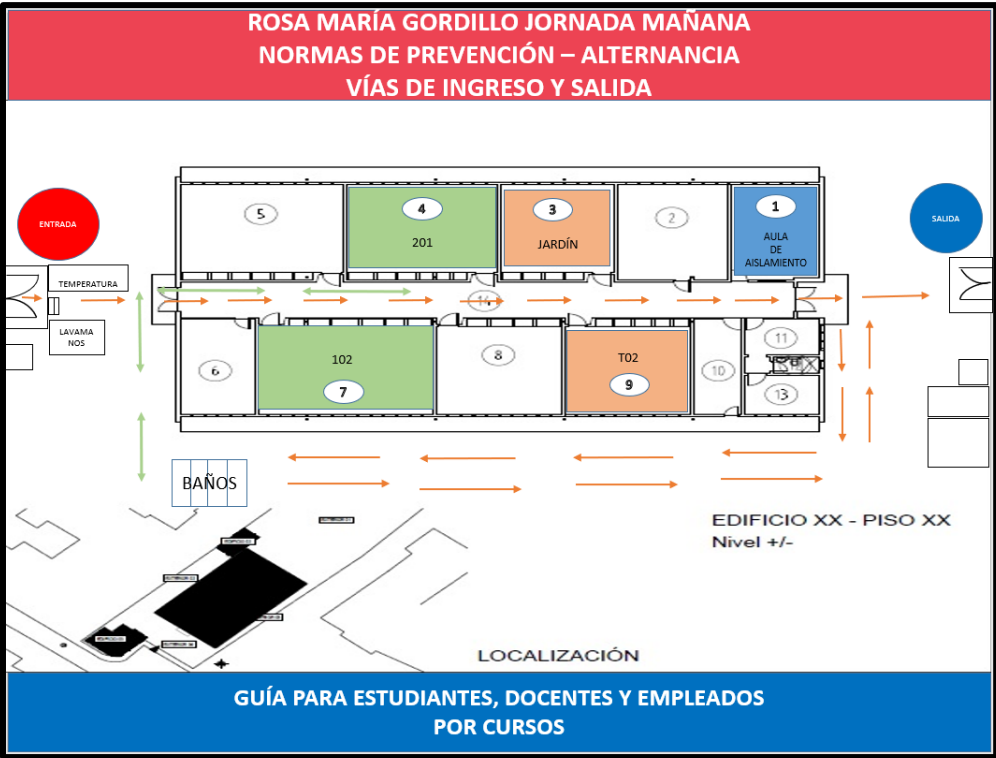 ROSA MARÍA GORDILLO JORNADA MAÑANA
NORMAS DE PREVENCIÓN – ALTERNANCIA
VÍAS DE INGRESO Y SALIDA
ENTRADA
SALIDA
5
4
201
3
JARDÍN
2
1
AULA
DE
AISLAMIENTO
TEMPERATURA
LAVAMA
NOS
14
6
102
7
8
T02
9
10
11
13
BAÑOS
EDIFICIO XX - PISO XX
Nivel +/-
LOCALIZACIÓN
GUÍA PARA ESTUDIANTES, DOCENTES Y EMPLEADOS
POR CURSOS